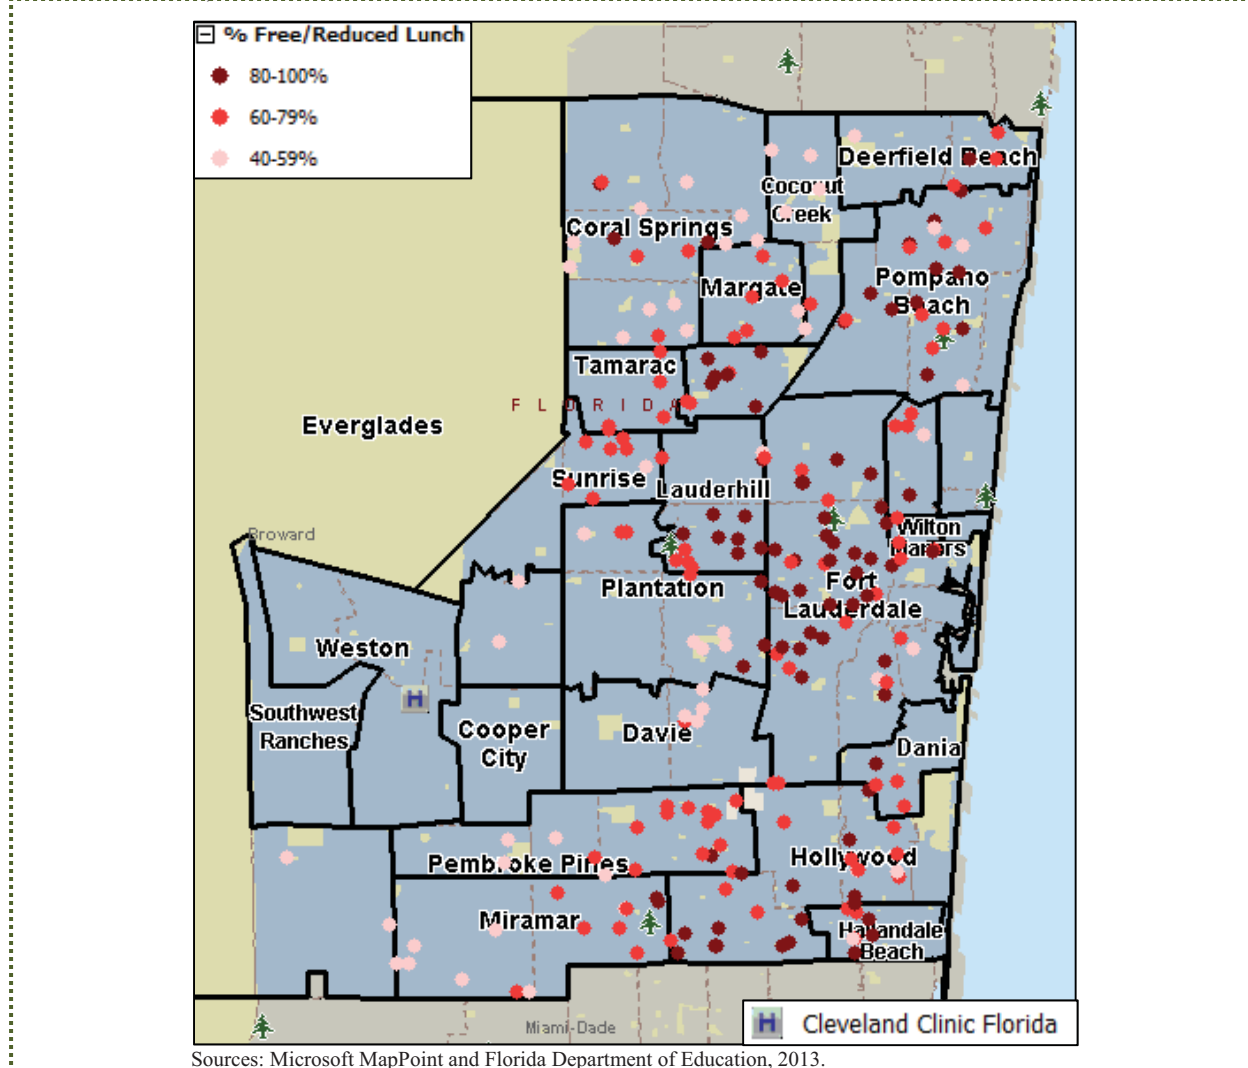 % Free/Reduced Lunch
80-100%
60-79%
40-59%
Deerfield Beach
Coconut
Creek
Coral Springs
Margate
Pompano
Beach
Tamarac
FLORIDA
Everglades
Sunrise
Lauderhill
Wilton
Manors
Broward
Plantation
Fort
Lauderdale
Weston
Southwest
Ranches
Cooper
City
Davie
Dania
Pembroke Pines
Hollywood
Miramar
Hallandale
Beach
Miami-Dade
H
H Cleveland Clinic Florida
Sources: Microsoft MapPoint and Florida Department of Education, 2013.